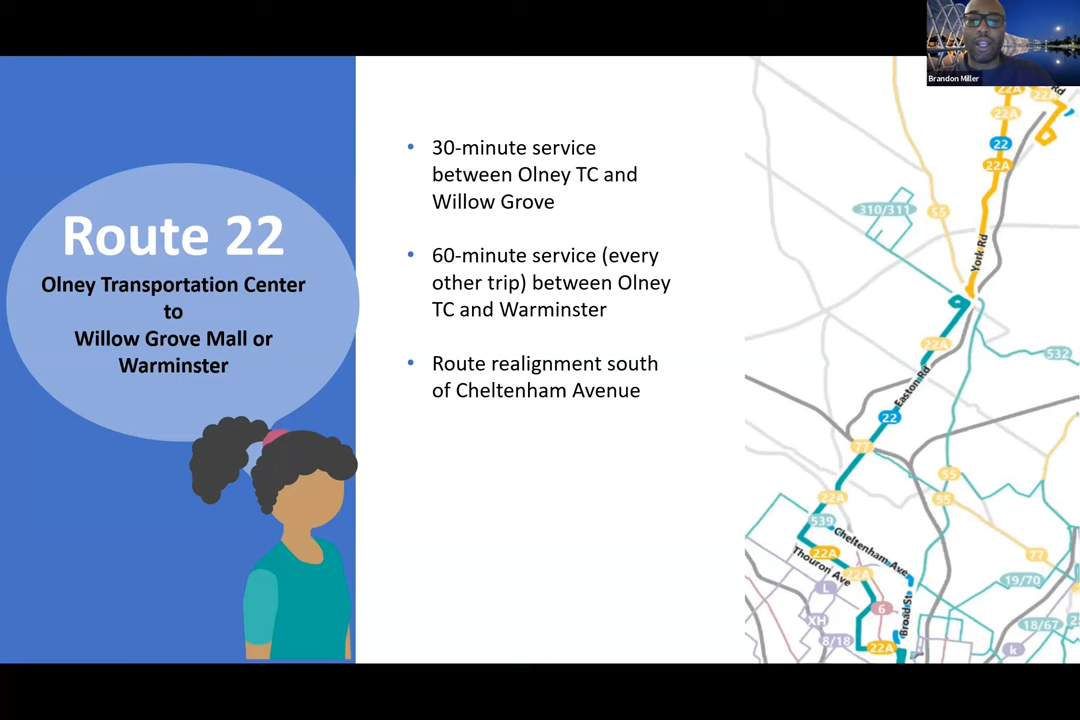 Brandon Miller
Route 22
Olney Transportation Center
to
Willow Grove Mall or
Warminster
• 30-minute service
between Olney TC and
Willow Grove
• 60-minute service (every
other trip) between Olney
TC and Warminster
• Route realignment south
of Cheltenham Avenue
22A
22A
Rd
22A
22
22A
310/311
55
York Rd
22A
532
Easton Rd
22
77
55
55
22A
539
Cheltenham Ave
22A
Thouron Ave
22A
77
L
19/70
6
Broad St
XH
18/67
8/18
22A
k